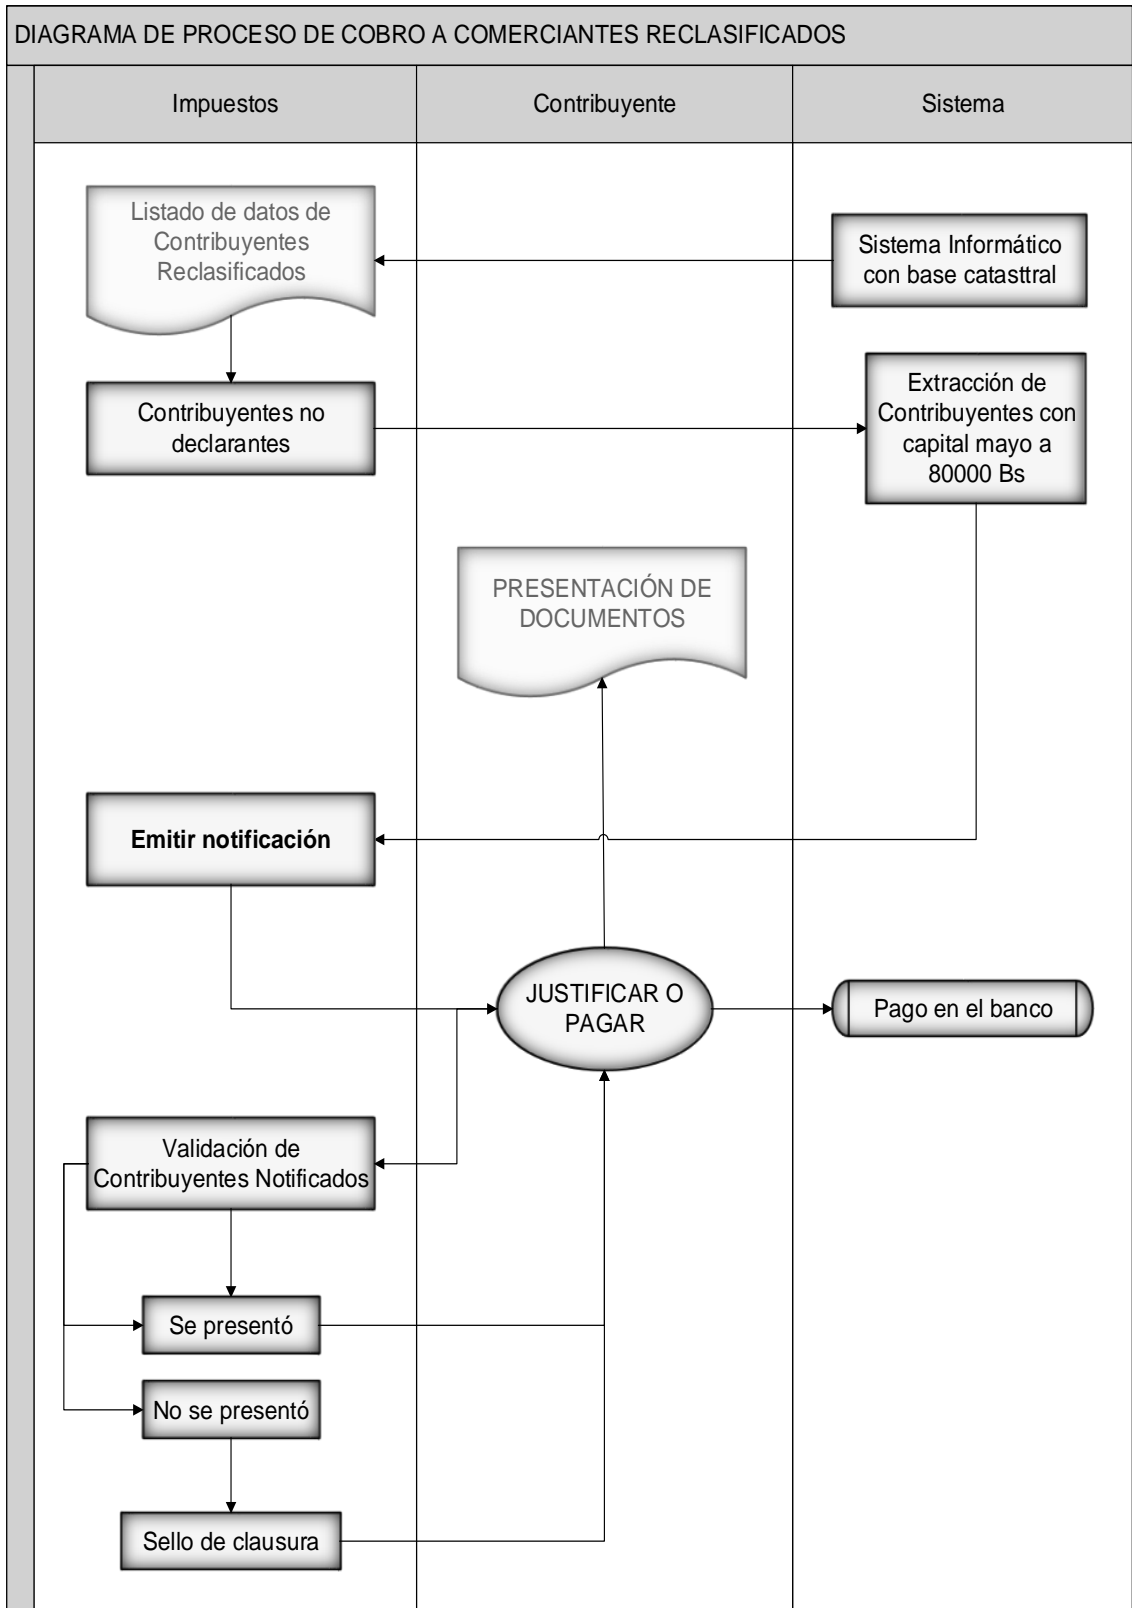 DIAGRAMA DE PROCESO DE COBRO A COMERCIANTES RECLASIFICADOS
Impuestos
Contribuyente
Sistema
Listado de datos de
Contribuyentes
Reclasificados
Sistema Informático
con base catasttral
Contribuyentes no
declarantes
Extracción de
Contribuyentes con
capital mayo a
80000 Bs
PRESENTACIÓN DE
DOCUMENTOS
Emitir notificación
JUSTIFICAR O
PAGAR
Pago en el banco
Validación de
Contribuyentes Notificados
Se presentó
No se presentó
Sello de clausura